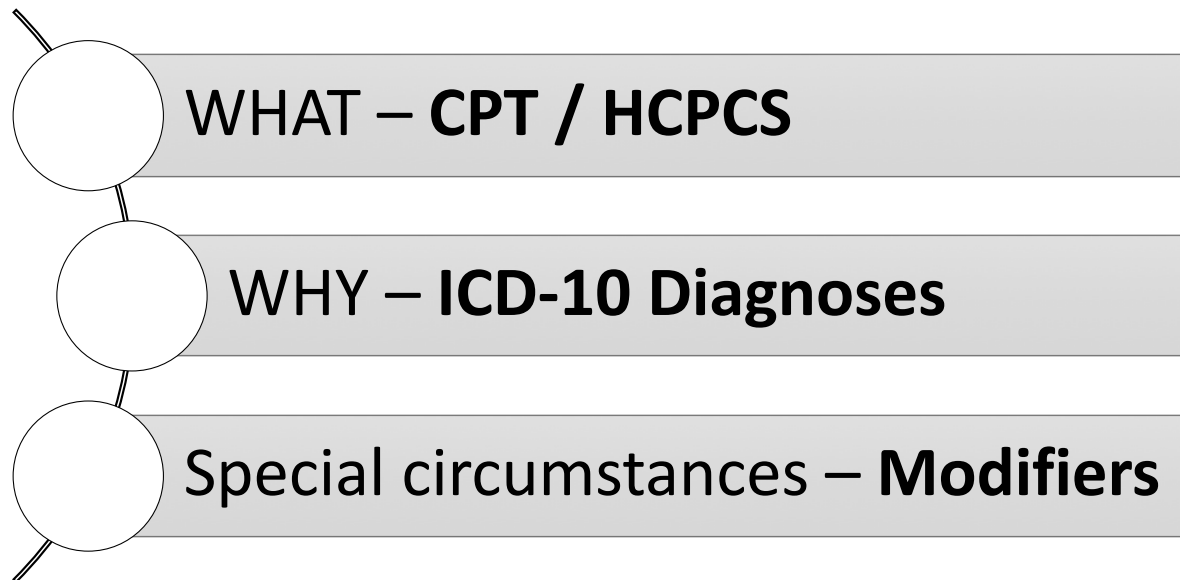 WHAT – CPT / HCPCS
WHY – ICD-10 Diagnoses
Special circumstances – Modifiers